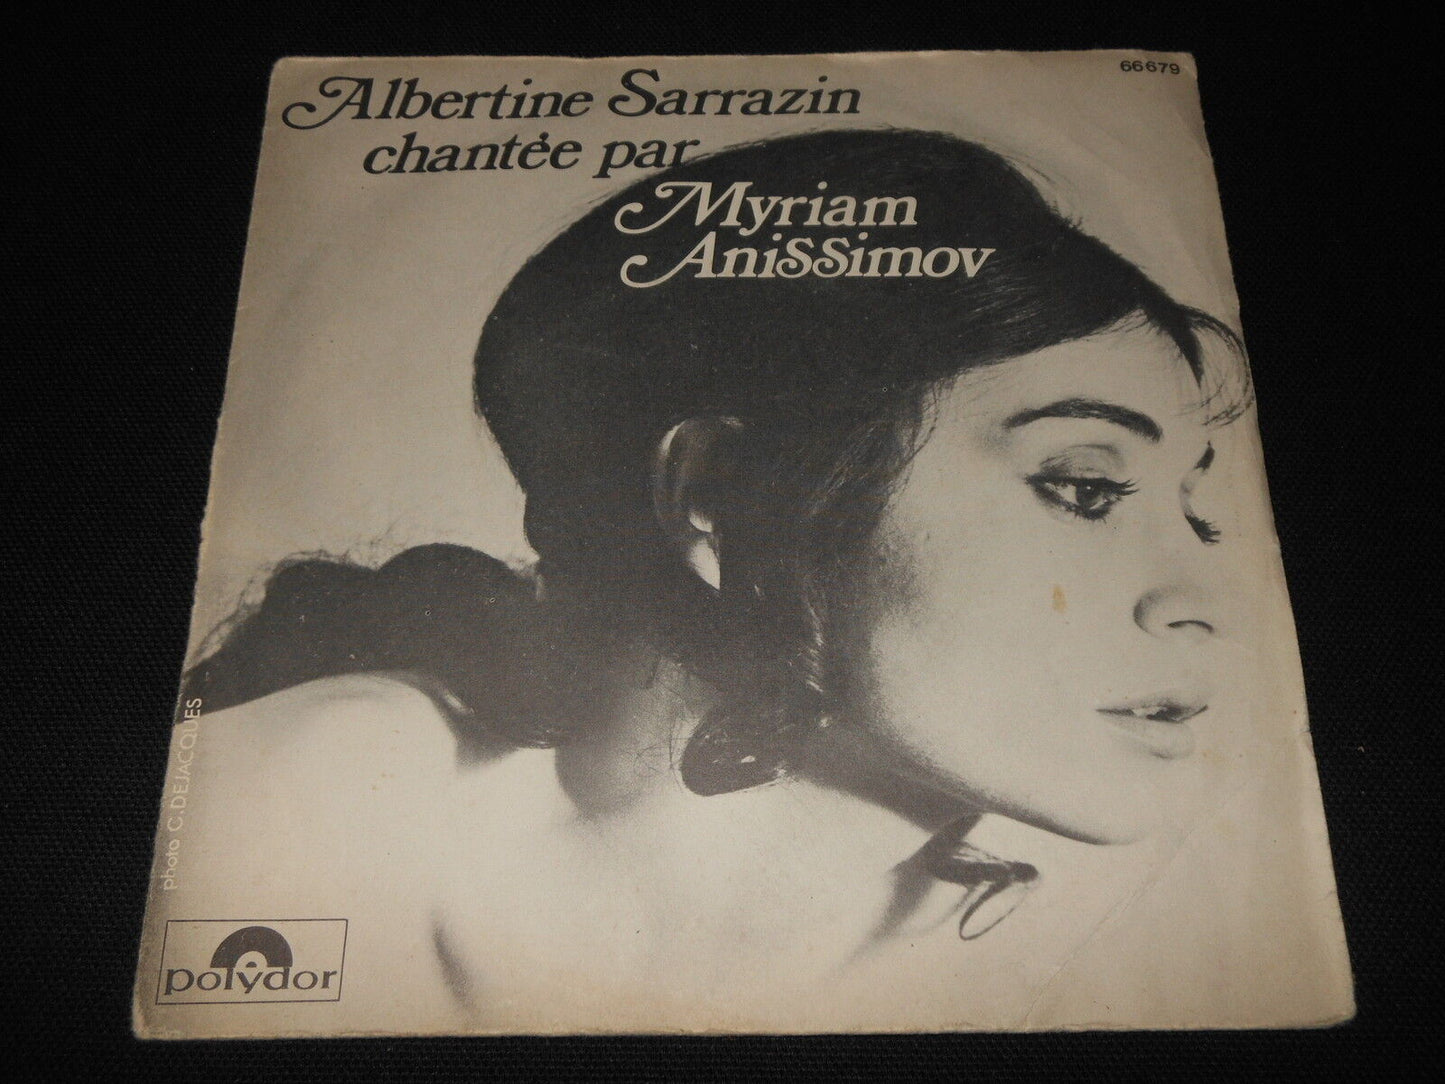 66679
Albertine Sarrazin
chantée par
Myriam
Anissimov
photo C. DEJACQUES
polydor